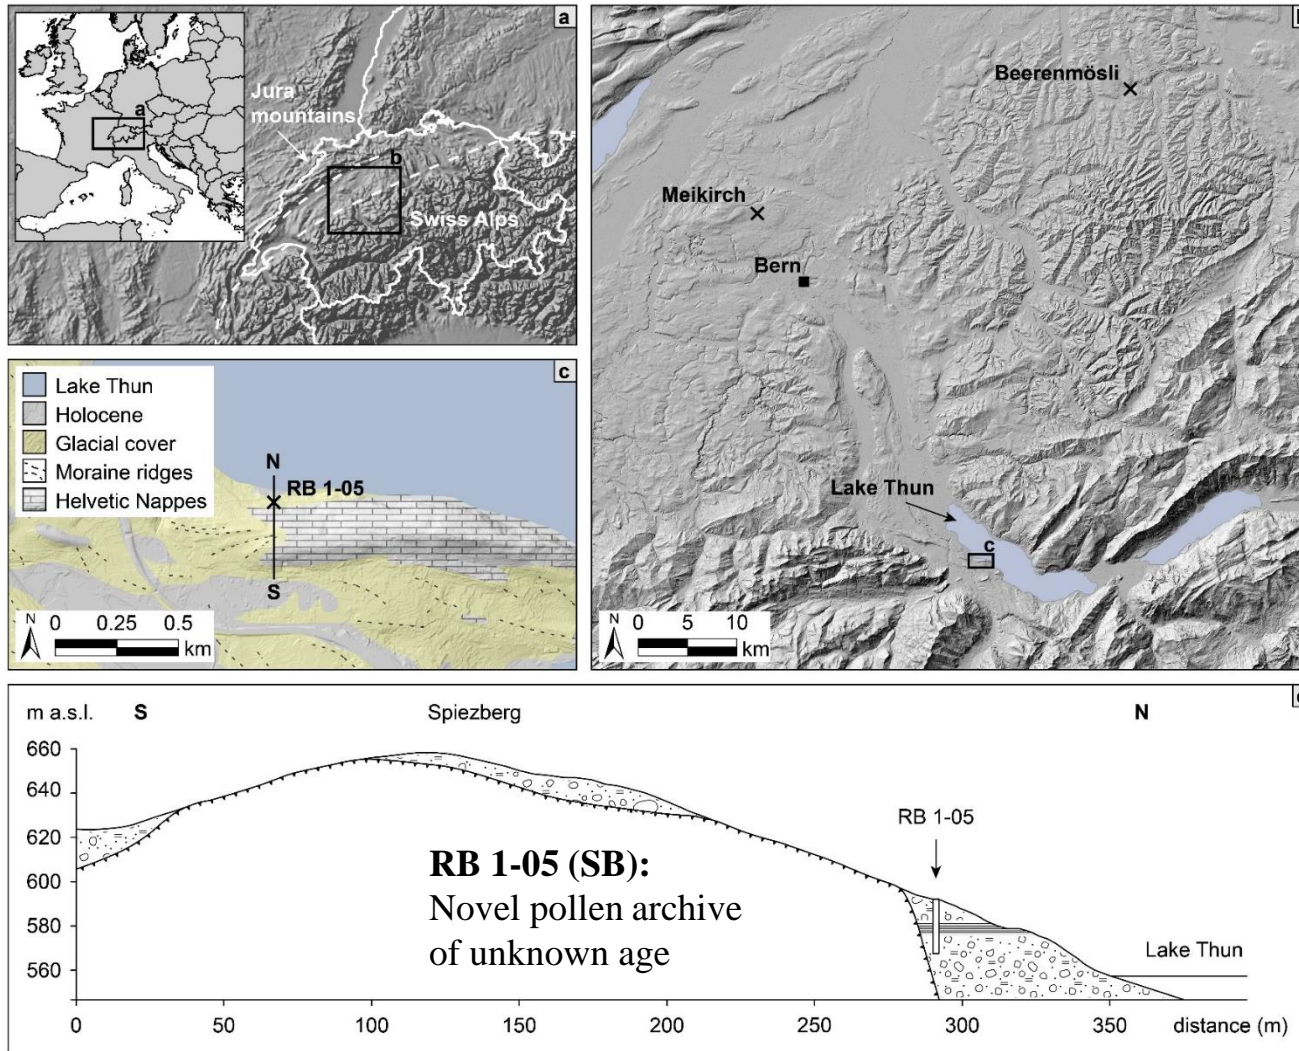 a
a
Jura
mountains
b
Swiss Alps
Beerenmösli
Meikirch
Bern
Lake Thun
c
N
0 5 10
km
c
Lake Thun
Holocene
Glacial cover
Moraine ridges
Helvetic Nappes
N
RB 1-05
S
N
0 0.25 0.5
km
m a.s.l. S Spiezberg N
660
640
620
600
580
560
RB 1-05
RB 1-05 (SB):
Novel pollen archive
of unknown age
Lake Thun
0 50 100 150 200 250 300 350 distance (m)